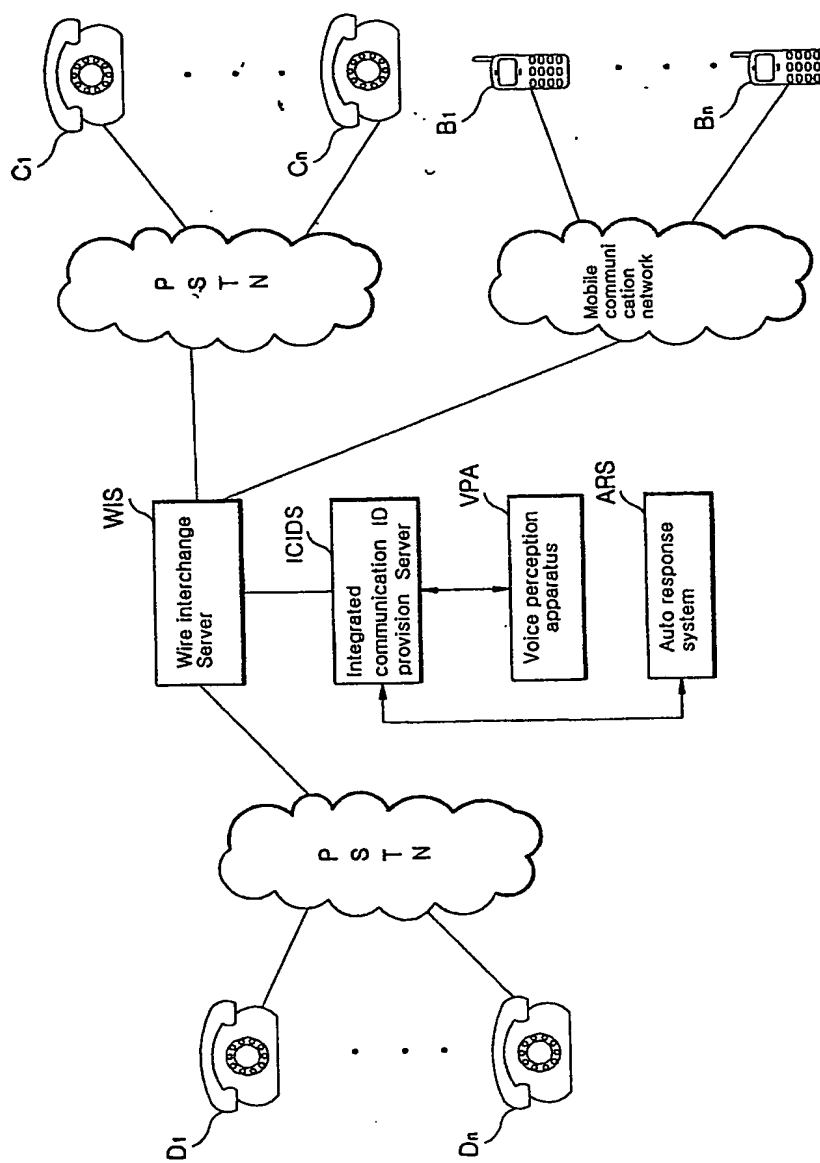 C1
Cn
B1
Bn
P S T N
Mobile
communi
cation
network
WIS
Wire interchange
Server
ICIDS
Integrated
communication ID
provision Server
VPA
Voice perception
apparatus
ARS
Auto response
system
P S T N
D1
Dn